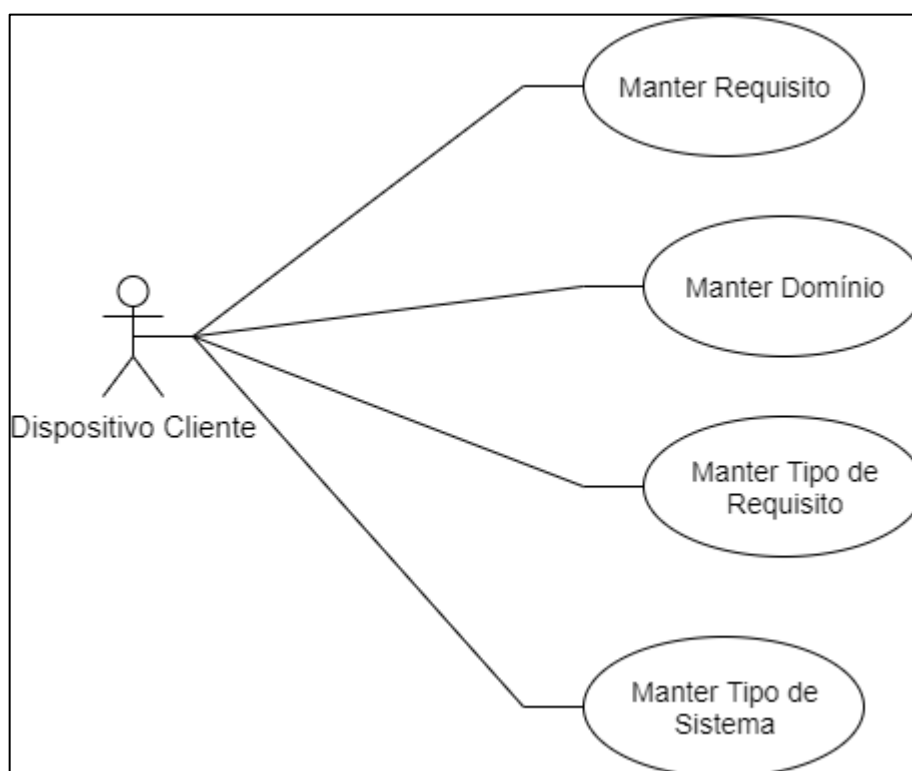 Manter Requisito
Manter Domínio
Dispositivo Cliente
Manter Tipo de
Requisito
Manter Tipo de
Sistema